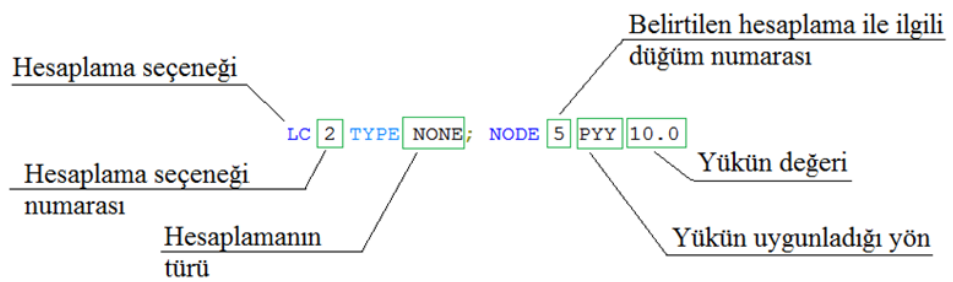 Belirtilen hesaplama ile ilgili
düğüm numarası
Hesaplama seçeneği
LC 2 TYPE NONE; NODE 5 PYY 10.0
Hesaplama seçeneği
numarası
Yükün değeri
Hesaplamanın
türü
Yükün uygunladığı yön